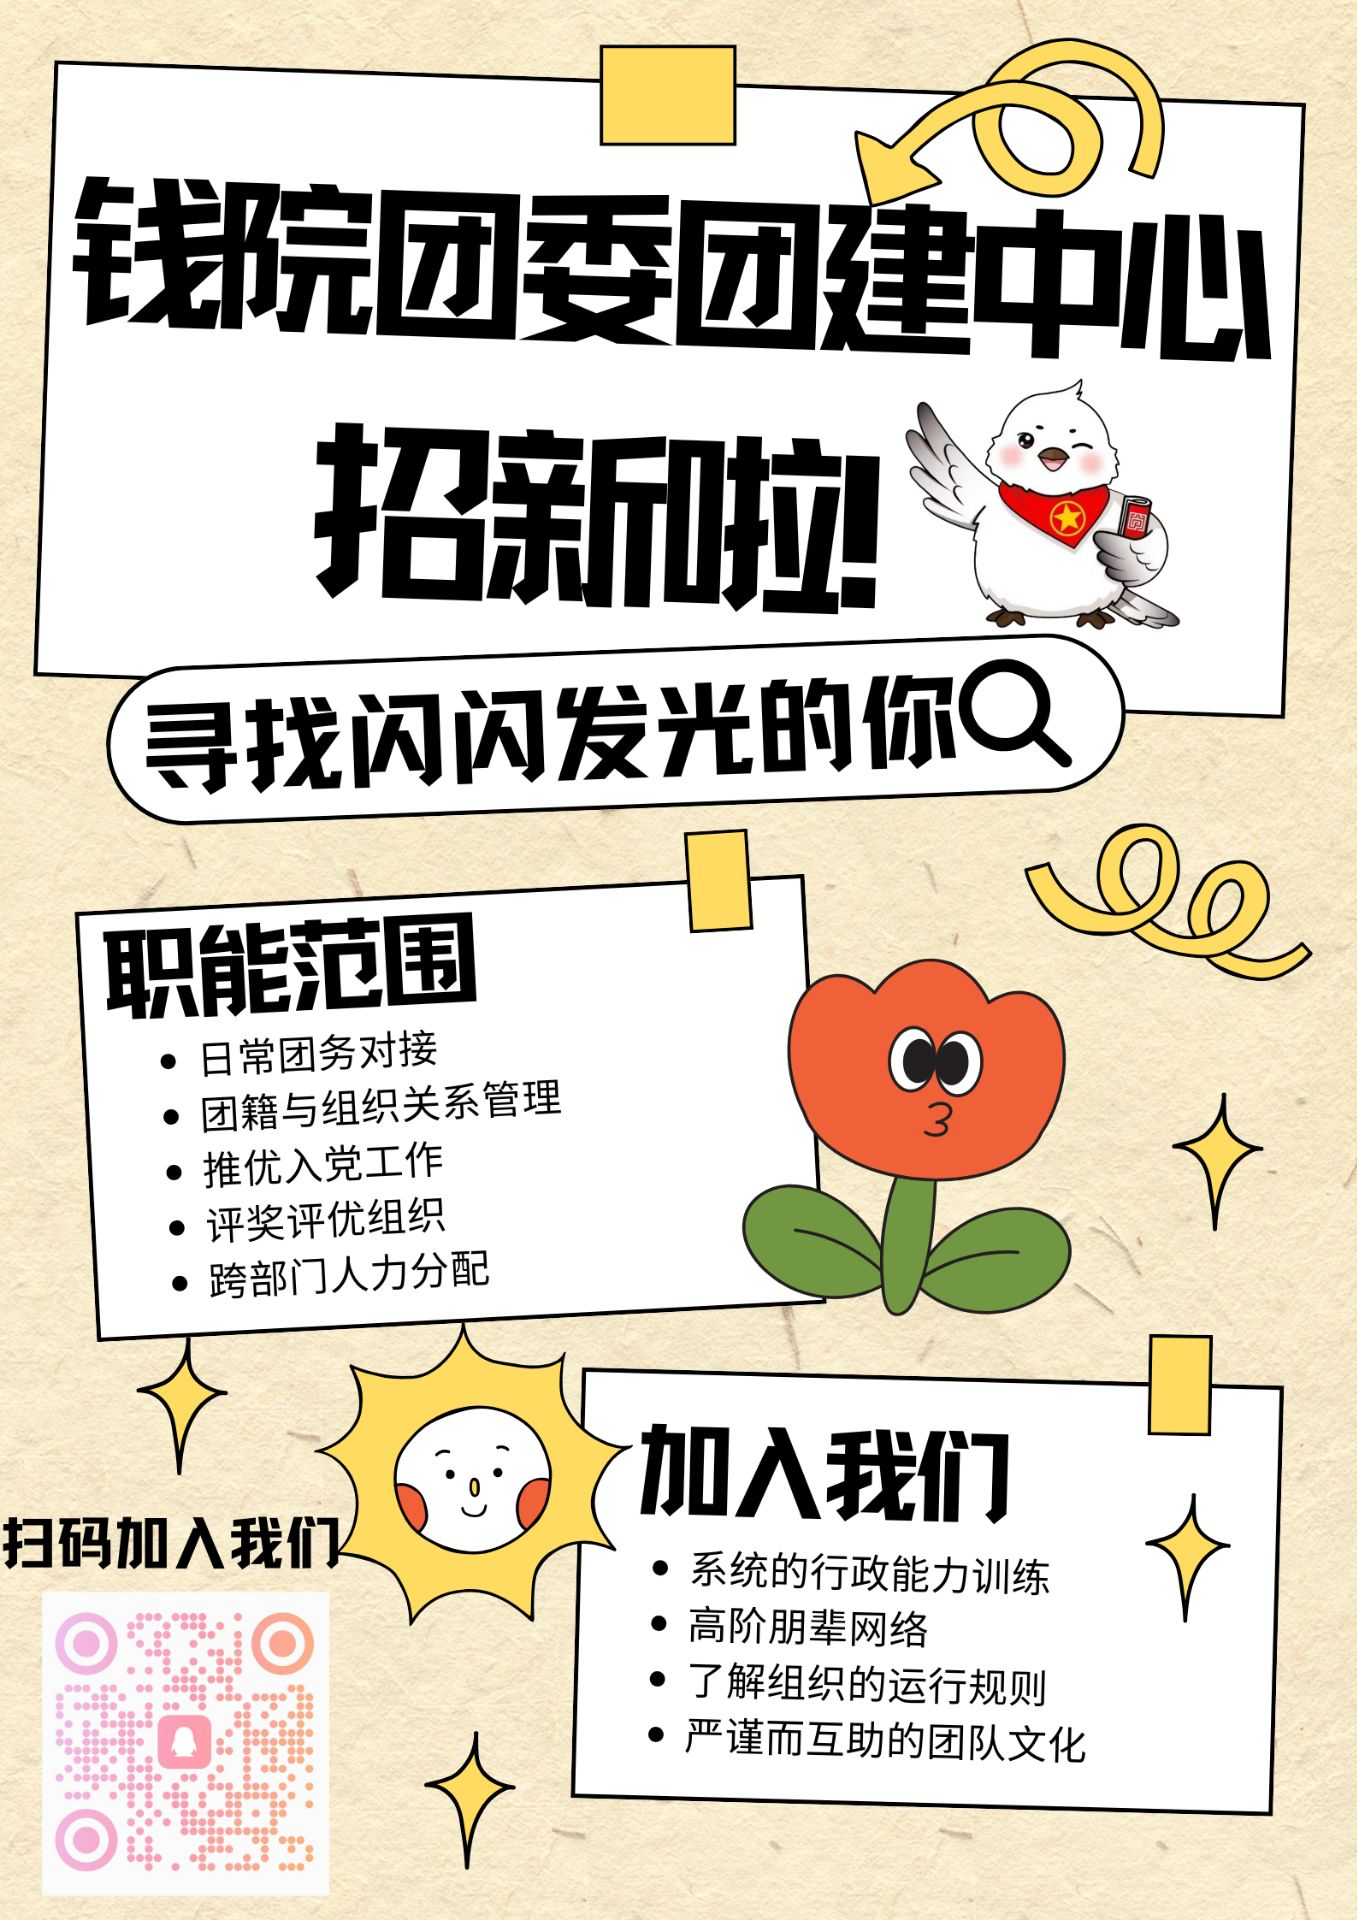 钱院团委团建中心
招新啦!
寻找闪闪发光的你
职能范围
日常团务对接
团籍与组织关系管理
推优入党工作
评奖评优组织
跨部门人力分配
加入我们
系统的行政能力训练
高阶朋辈网络
了解组织的运行规则
严谨而互助的团队文化
扫码加入我们